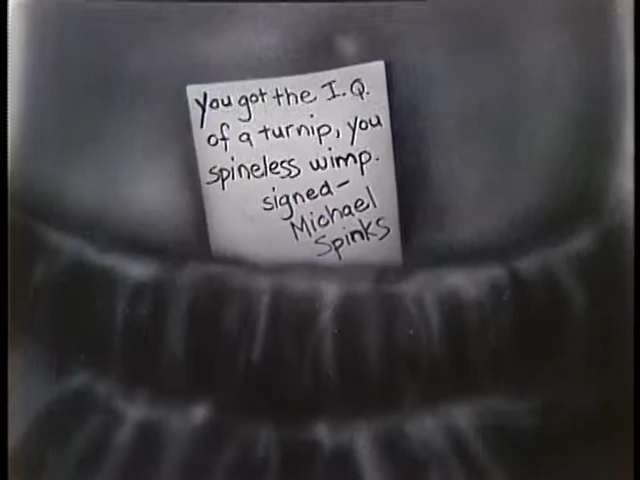 you got the I.Q.
of a turnip, you
spineless wimp.
signed-
Michael
Spinks